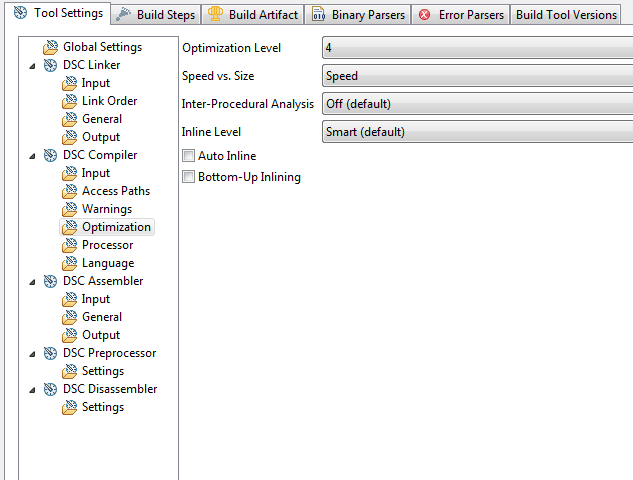 Tool Settings Build Steps Build Artifact Binary Parsers Error Parsers Build Tool Versions
Global Settings
DSC Linker
Input
Link Order
General
Output
DSC Compiler
Input
Access Paths
Warnings
Optimization
Processor
Language
DSC Assembler
Input
General
Output
DSC Preprocessor
Settings
DSC Disassembler
Settings
Optimization Level 4
Speed vs. Size Speed
Inter-Procedural Analysis Off (default)
Inline Level Smart (default)
Auto Inline
Bottom-Up Inlining